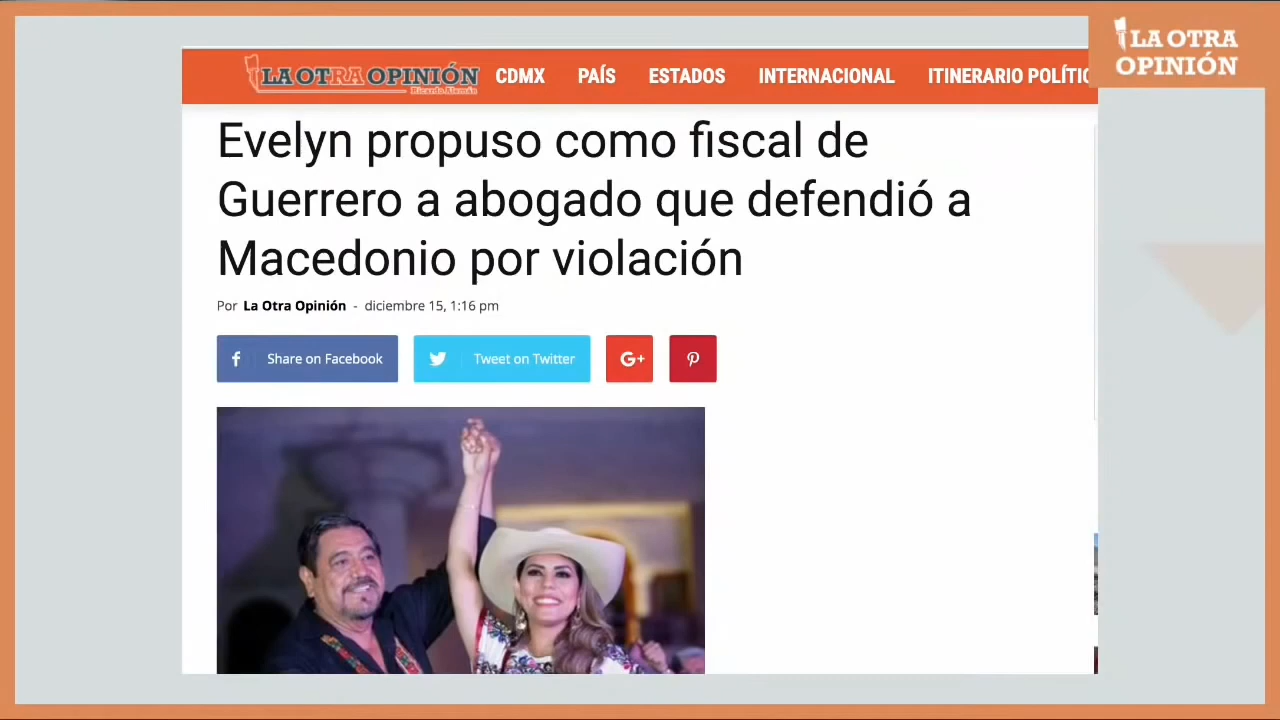 LA OTRA
OPINIÓN
LA OTRA OPINIÓN
Ricardo Alemán
CDMX PAÍS ESTADOS INTERNACIONAL ITINERARIO POLÍTIC
Evelyn propuso como fiscal de
Guerrero a abogado que defendió a
Macedonio por violación
Por La Otra Opinión - diciembre 15, 1:16 pm
Share on Facebook
Tweet on Twitter
G+